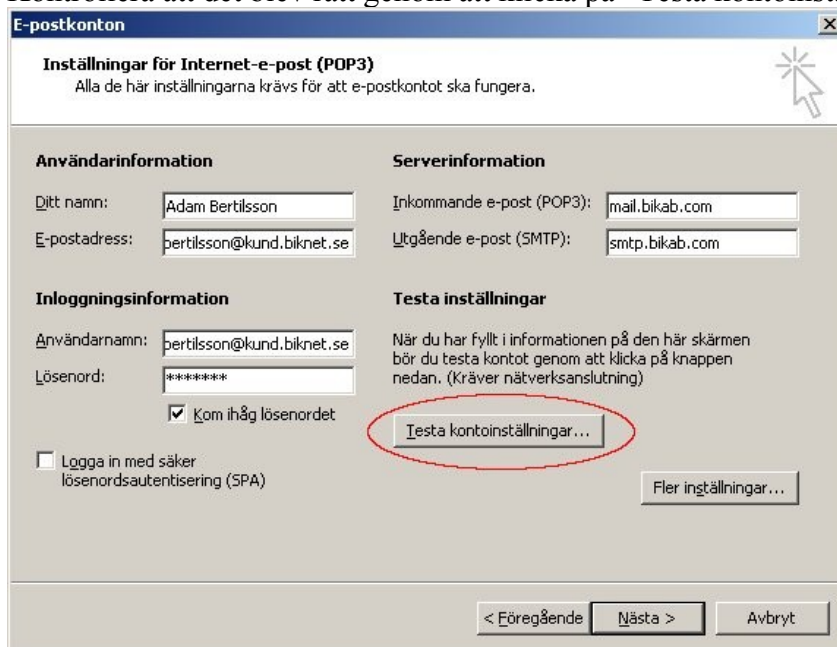 E-postkonton
Inställningar för Internet-e-post (POP3)
Alla de här inställningarna krävs för att e-postkontot ska fungera.
Användarinformation
Ditt namn: Adam Bertilsson
E-postadress: bertilsson@kund.biknet.se
Inloggningsinformation
Användarnamn: bertilsson@kund.biknet.se
Lösenord: *******
Kom ihåg lösenordet
Logga in med säker
lösenordsautentisering (SPA)
Serverinformation
Inkommande e-post (POP3): mail.bikab.com
Utgående e-post (SMTP): smtp.bikab.com
Testa inställningar
När du har fyllt i informationen på den här skärmen
bör du testa kontot genom att klicka på knappen
nedan. (Kräver nätverksanslutning)
Testa kontoinställningar...
Fler inställningar...
< Föregående
Nästa >
Avbryt